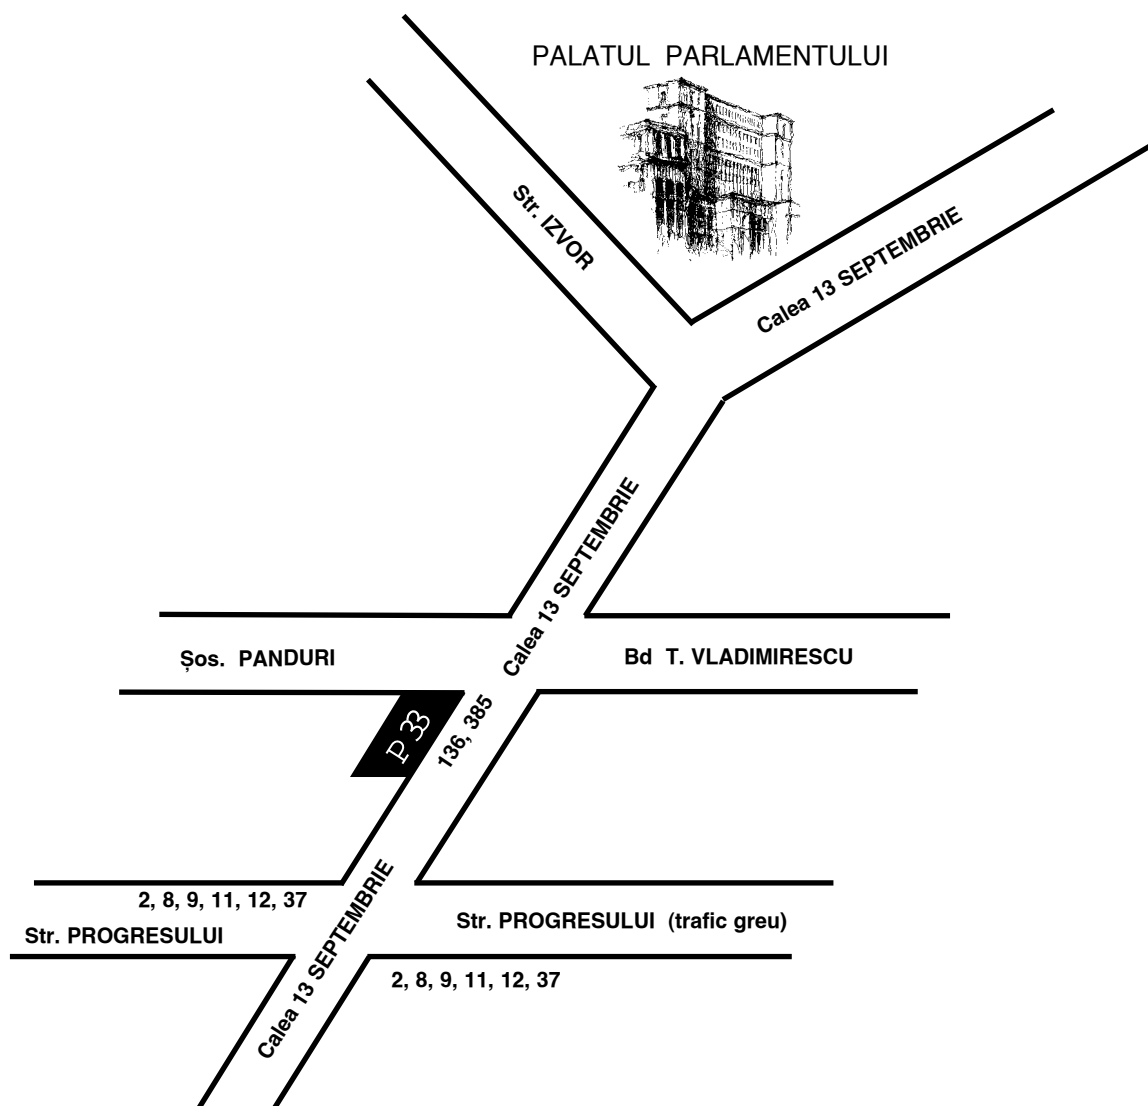 PALATUL PARLAMENTULUI
Str. IZVOR
Calea 13 SEPTEMBRIE
Calea 13 SEPTEMBRIE
Șos. PANDURI
Bd T. VLADIMIRESCU
P 33
136, 385
Calea 13 SEPTEMBRIE
2, 8, 9, 11, 12, 37
Str. PROGRESULUI
Str. PROGRESULUI (trafic greu)
2, 8, 9, 11, 12, 37